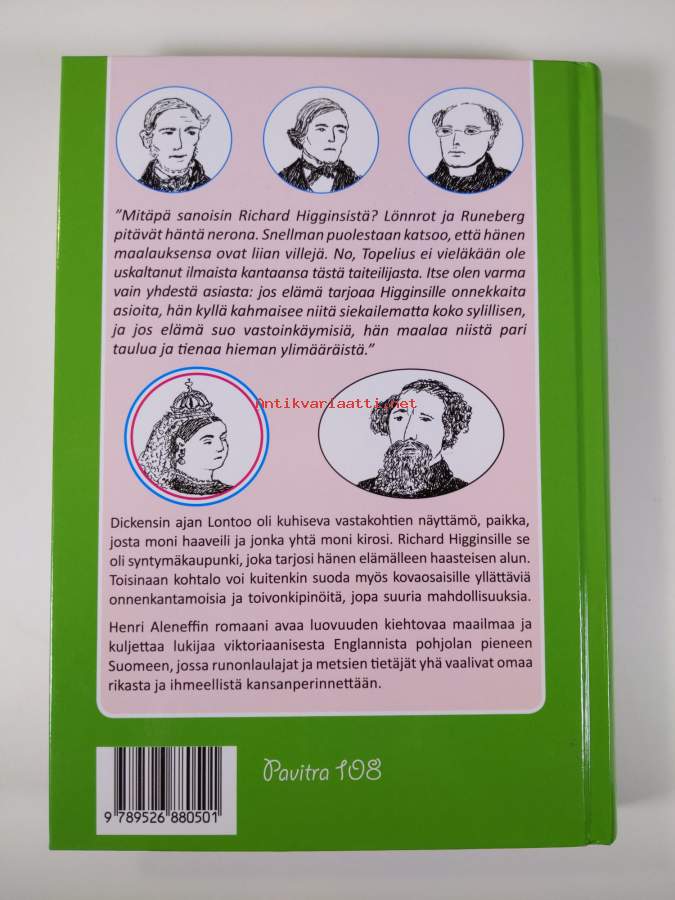 ”Mitäpä sanoisin Richard Higginsistä? Lönnrot ja Runeberg
pitävät häntä nerona. Snellman puolestaan katsoo, että hänen
maalauksensa ovat liian villejä. No, Topelius ei vieläkään ole
uskaltanut ilmaista kantaansa tästä taiteilijasta. Itse olen varma
vain yhdestä asiasta: jos elämä tarjoaa Higginsille onnekkaita
asioita, hän kyllä kahmaisee niitä siekailematta koko sylillisen,
ja jos elämä suo vastoinkäymisiä, hän maalaa niistä pari
taulua ja tienaa hieman ylimääräistä.”
Antikvariaatti.net
Dickensin ajan Lontoo oli kuhiseva vastakohtien näyttämö, paikka,
josta moni haaveili ja jonka yhtä moni kirosi. Richard Higginsille se
oli syntymäkaupunki, joka tarjosi hänen elämälleen haasteisen alun.
Toisinaan kohtalo voi kuitenkin suoda myös kovaosaisille yllättäviä
onnenkantamoisia ja toivonkipinöitä, jopa suuria mahdollisuuksia.
Henri Aleneffin romaani avaa luovuuden kiehtovaa maailmaa ja
kuljettaa lukijaa viktoriaanisesta Englannista pohjolan pieneen
Suomeen, jossa runonlaulajat ja metsien tietäjät yhä vaalivat omaa
rikasta ja ihmeellistä kansanperinnettään.
Pavitra 108
9 789526 880501